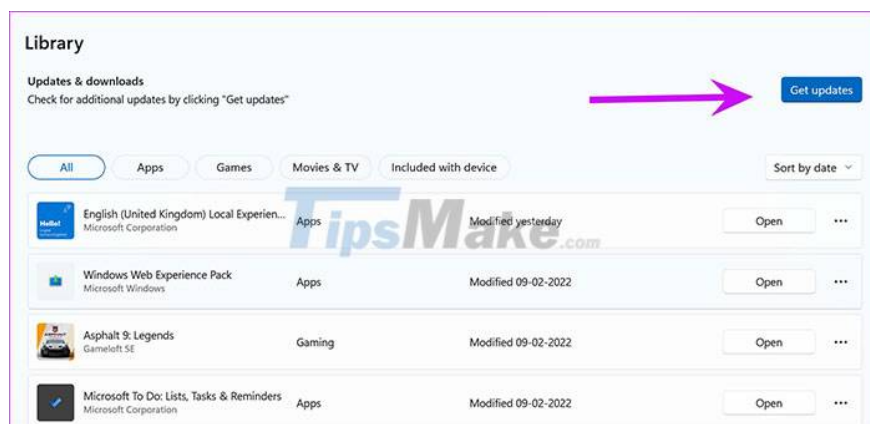 Library
Updates & downloads
Check for additional updates by clicking "Get updates"
Get updates
All Apps Games Movies & TV Included with device Sort by date
English (United Kingdom) Local Experien... Apps Modified yesterday Open
Microsoft Corporation
TipsMake.com
Windows Web Experience Pack Apps Modified 09-02-2022 Open
Microsoft Windows
Asphalt 9: Legends Gaming Modified 09-02-2022 Open
Gameloft SE
Microsoft To Do: Lists, Tasks & Reminders Apps Modified 09-02-2022 Open
Microsoft Corporation